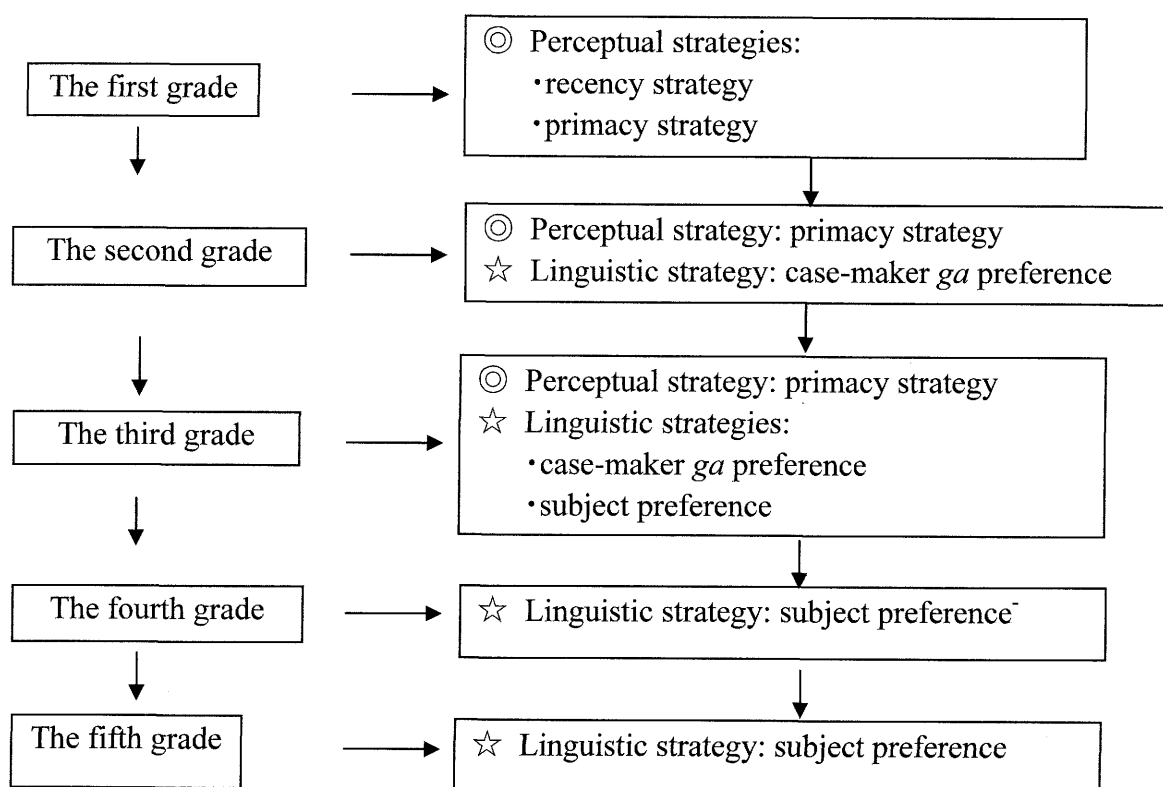 The first grade
◎ Perceptual strategies:
・recency strategy
・primacy strategy
The second grade
◎ Perceptual strategy: primacy strategy
☆ Linguistic strategy: case-maker ga preference
The third grade
◎ Perceptual strategy: primacy strategy
☆ Linguistic strategies:
・case-maker ga preference
・subject preference
The fourth grade
☆ Linguistic strategy: subject preference
The fifth grade
☆ Linguistic strategy: subject preference